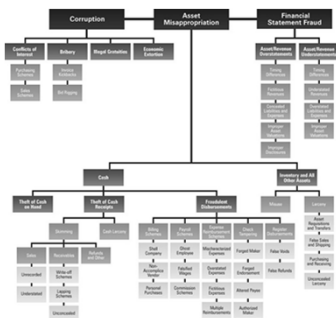 Corruption
Asset
Misappropriation
Financial
Statement Fraud
Conflicts of
Interest
Bribery
Illegal Gratuities
Economic
Extortion
Asset/Revenue
Overstatements
Asset/Revenue
Understatements
Purchasing
Schemes
Sales
Schemes
Invoice
Kickbacks
Bid Rigging
Timing
Differences
Fictitious
Revenues
Concealed
Liabilities and
Expenses
Improper
Asset
Valuations
Improper
Disclosures
Timing
Differences
Understated
Revenues
Overstated
Liabilities and
Expenses
Improper
Asset
Valuations
Cash
Inventory and All
Other Assets
Theft of Cash
on Hand
Theft of Cash
Receipts
Fraudulent
Disbursements
Misuse
Larceny
Skimming
Cash Larceny
Billing
Schemes
Payroll
Schemes
Expense
Reimbursement
Schemes
Check
Tampering
Register
Disbursements
Asset
Requisitions
and Transfers
False Sales
and Shipping
Purchasing and
Receiving
Unconcealed
Larceny
Sales
Receivables
Refunds
and Other
Unrecorded
Understated
Write-off
Schemes
Lapping
Schemes
Unconcealed
Shell
Company
Non-
Accomplice
Vendor
Personal
Purchases
Ghost
Employee
Falsified
Wages
Commission
Schemes
Mischaracterized
Expenses
Overstated
Expenses
Fictitious
Expenses
Multiple
Reimbursements
Forged Maker
Forged
Endorsement
Altered Payee
Authorized
Maker
False Voids
False Refunds